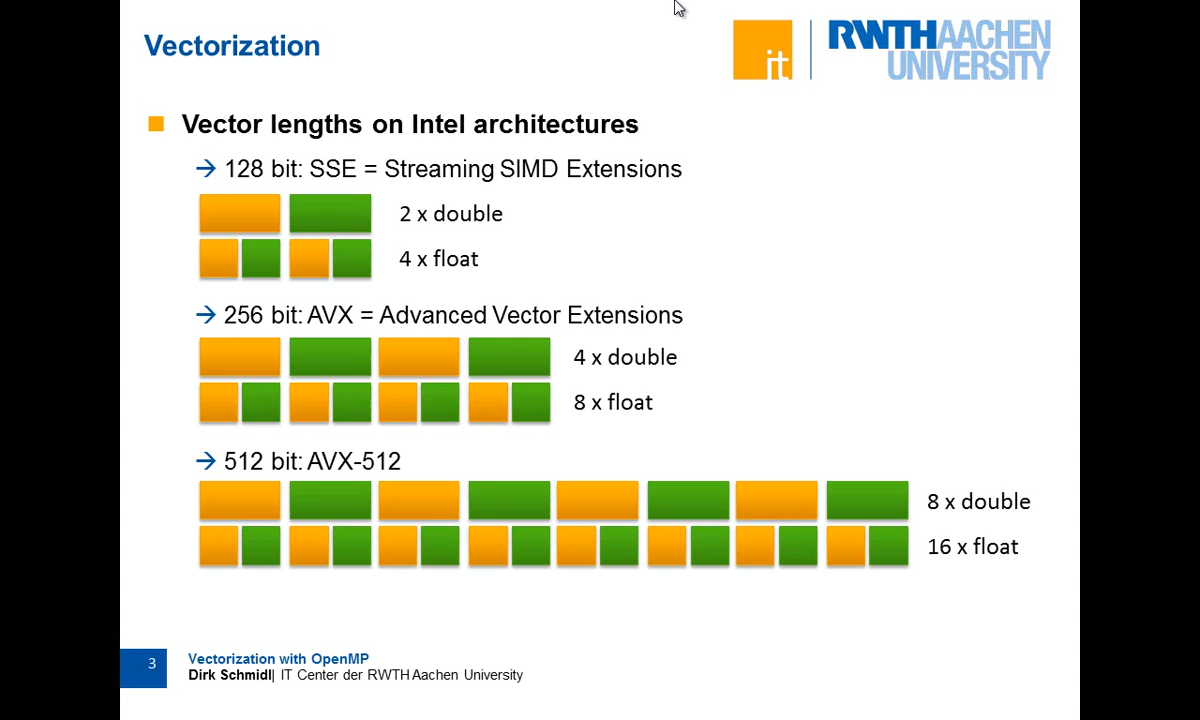 Vectorization
it
RWTHAACHEN
UNIVERSITY
Vector lengths on Intel architectures
→ 128 bit: SSE = Streaming SIMD Extensions
2 x double
4 x float
→ 256 bit: AVX = Advanced Vector Extensions
4 x double
8 x float
→ 512 bit: AVX-512
8 x double
16 x float
3
Vectorization with OpenMP
Dirk Schmidl| IT Center der RWTH Aachen University